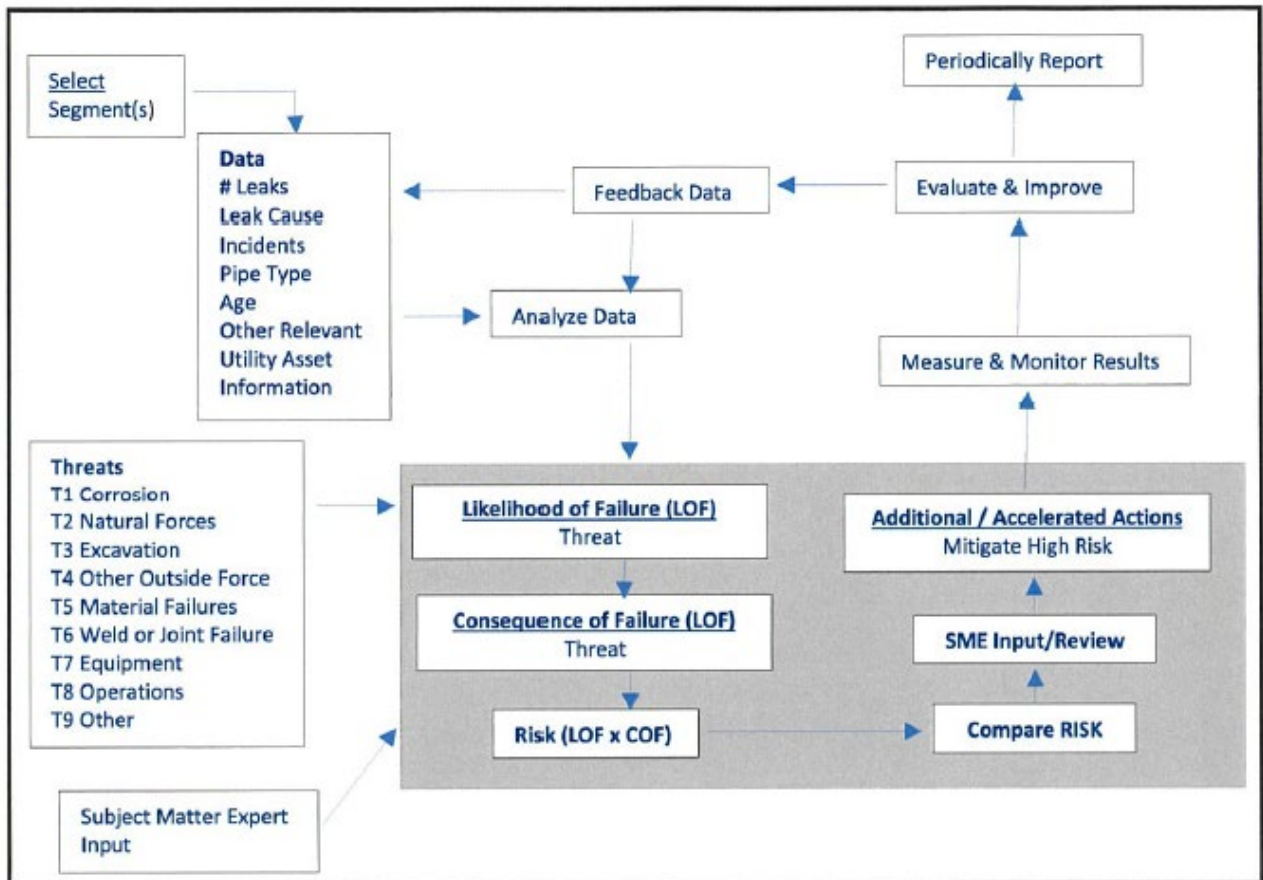 Select
Segment(s)
Data
# Leaks
Leak Cause
Incidents
Pipe Type
Age
Other Relevant
Utility Asset
Information
Feedback Data
Analyze Data
Periodically Report
Evaluate & Improve
Measure & Monitor Results
Threats
T1 Corrosion
T2 Natural Forces
T3 Excavation
T4 Other Outside Force
T5 Material Failures
T6 Weld or Joint Failure
T7 Equipment
T8 Operations
T9 Other
Likelihood of Failure (LOF)
Threat
Consequence of Failure (LOF)
Threat
Risk (LOF x COF)
Additional / Accelerated Actions
Mitigate High Risk
SME Input/Review
Compare RISK
Subject Matter Expert
Input